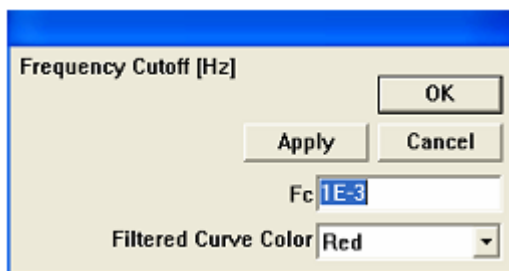 Frequency Cutoff [Hz]
OK
Apply Cancel
Fc 1E-3
Filtered Curve Color Red